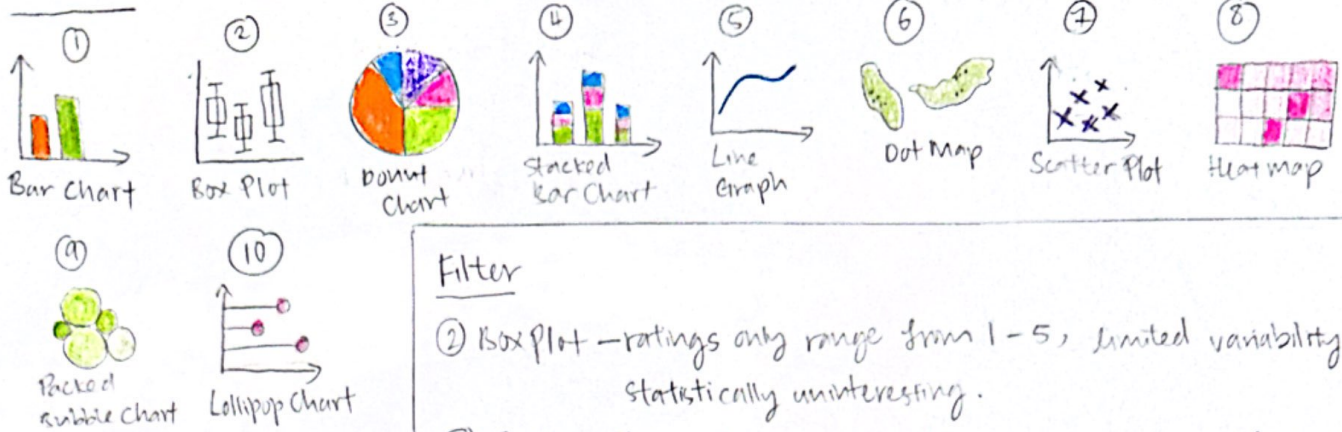 ①
②
③
④
⑤
⑥
⑦
⑧
Bar Chart
Box Plot
Donut
Chart
Stacked
Bar Chart
Line
Graph
Dot Map
Scatter Plot
Heatmap
⑨
⑩
Packed
Bubble Chart
Lollipop Chart
Filter
② Box Plot – ratings only range from 1-5, limited variability
statistically uninteresting.